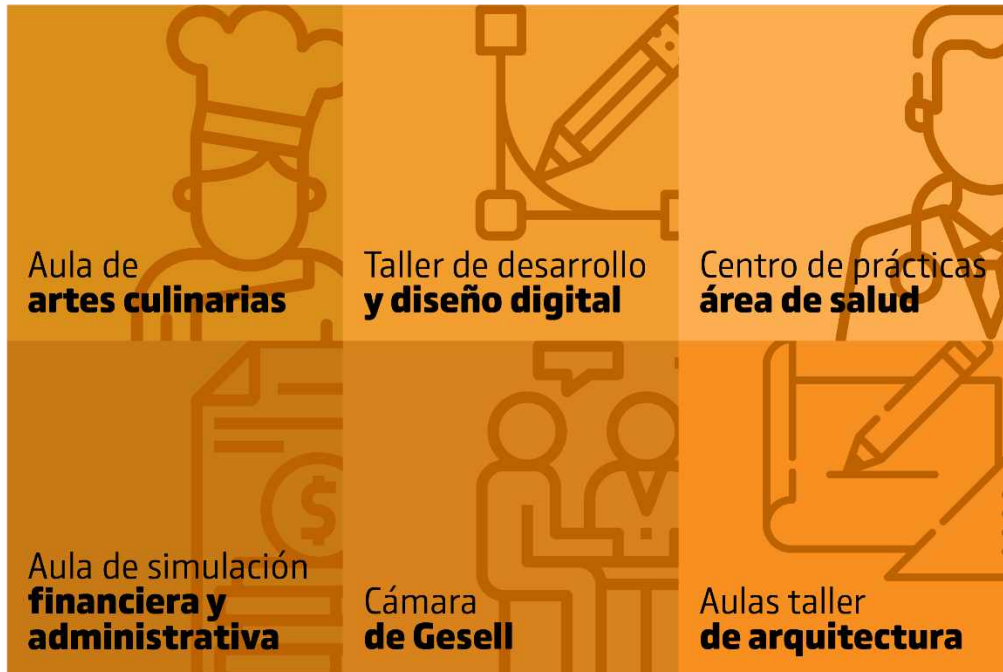 Aula de
artes culinarias
Taller de desarrollo
y diseño digital
Centro de prácticas
área de salud
Aula de simulación
financiera y
administrativa
Cámara
de Gesell
Aulas taller
de arquitectura